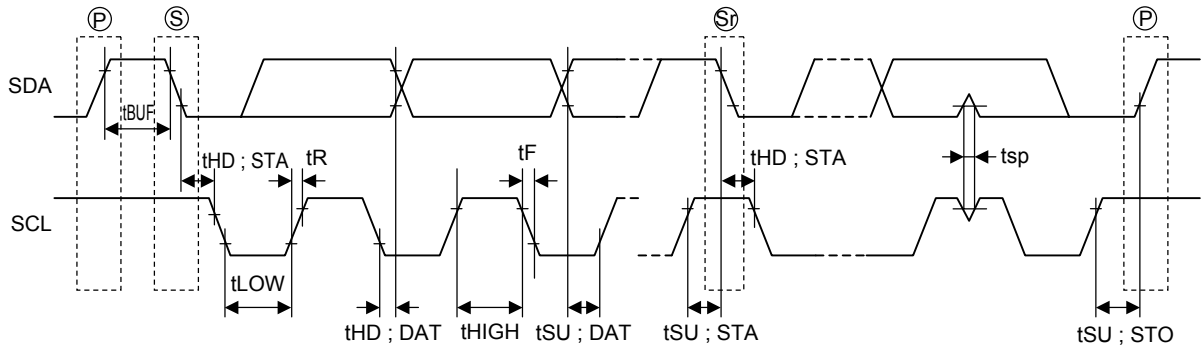 P S Sr P
SDA
tBUF
tHD ; STA tR tF tHD ; STA tsp
SCL
tLOW
tHD ; DAT tHIGH tSU ; DAT tSU ; STA tSU ; STO